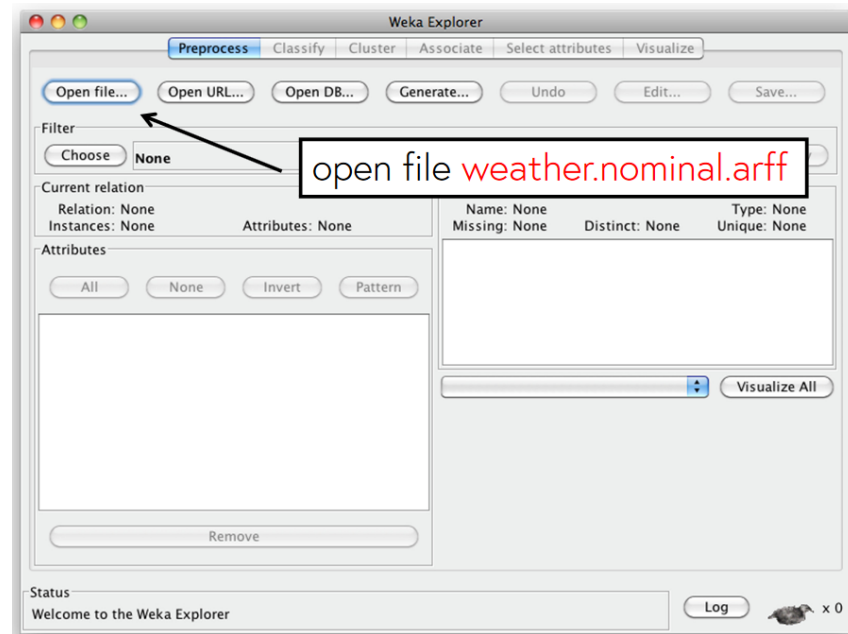 Weka Explorer
Preprocess Classify Cluster Associate Select attributes Visualize
Open file... Open URL... Open DB... Generate... Undo Edit... Save...
Filter
Choose None
open file weather.nominal.arff
Current relation
Relation: None
Instances: None Attributes: None
Name: None Type: None
Missing: None Distinct: None Unique: None
Attributes
All None Invert Pattern
Visualize All
Remove
Status
Welcome to the Weka Explorer
Log x 0